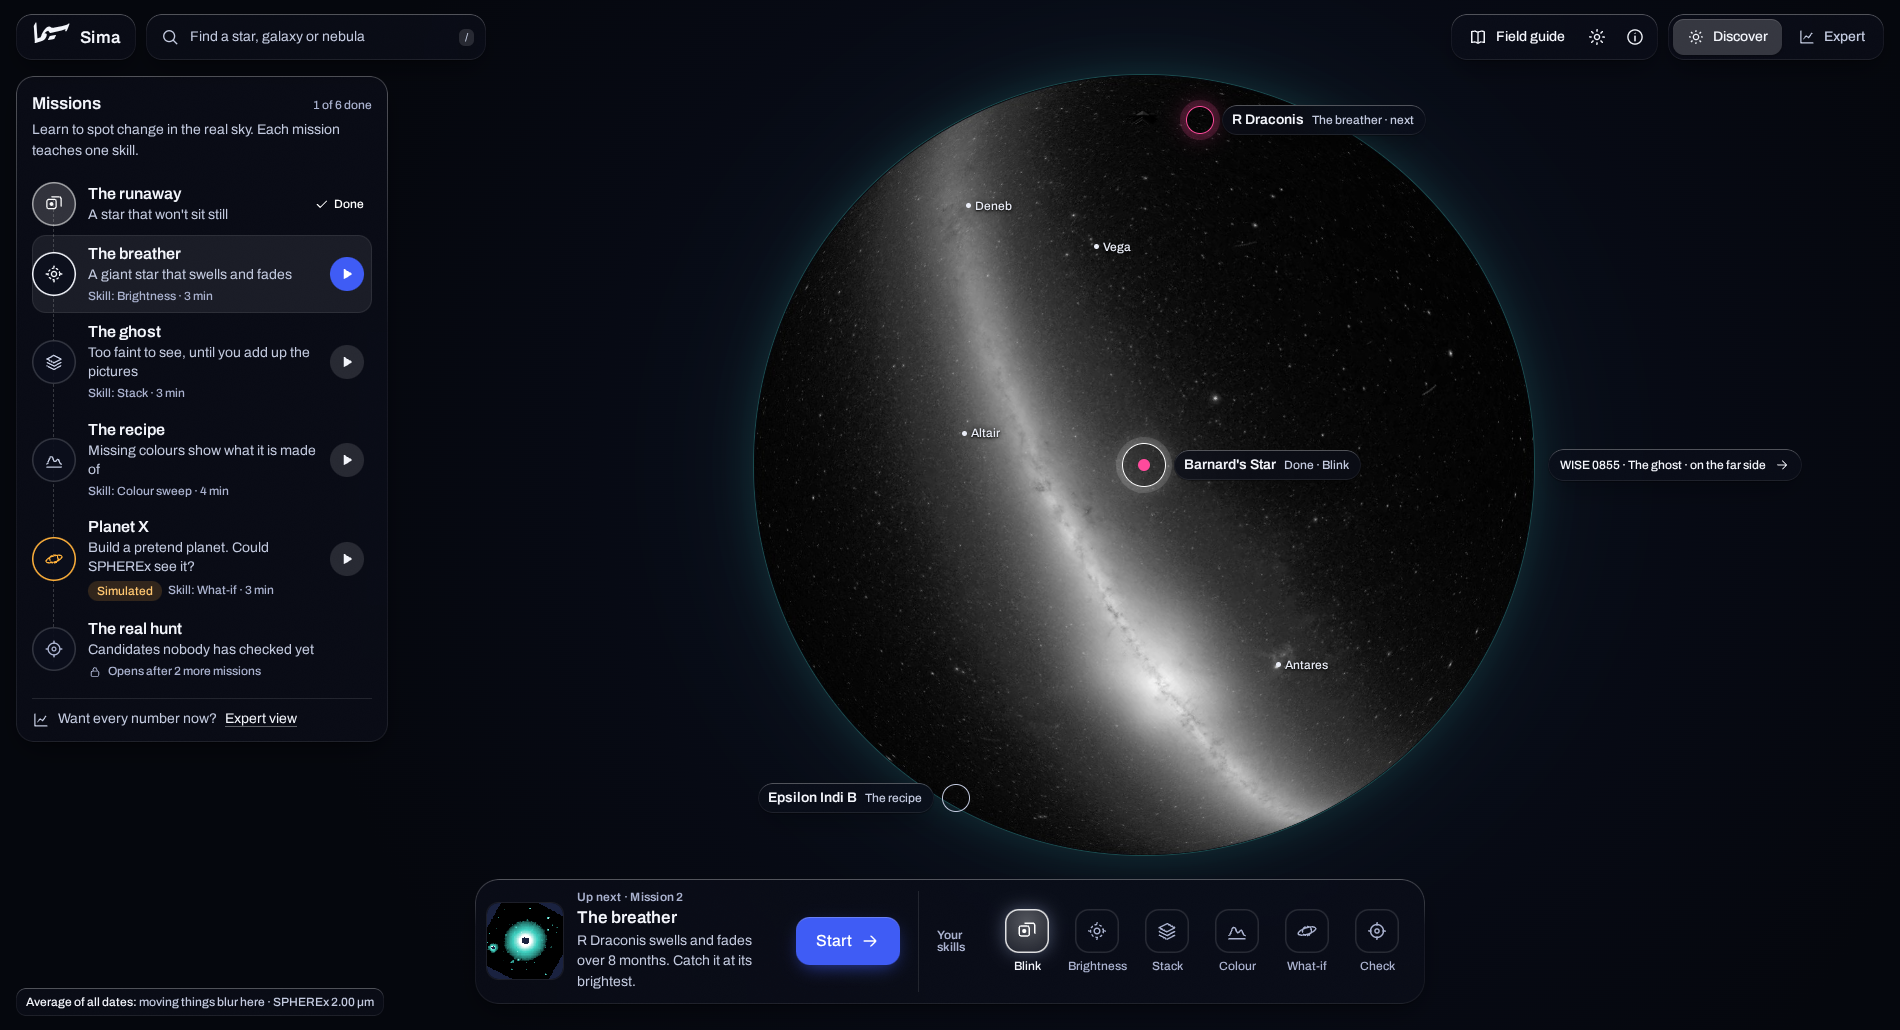 Sima
Find a star, galaxy or nebula
/
Field guide
Discover
Expert
Missions
1 of 6 done
Learn to spot change in the real sky. Each mission
teaches one skill.
The runaway
A star that won't sit still
Done
The breather
A giant star that swells and fades
Skill: Brightness · 3 min
The ghost
Too faint to see, until you add up the
pictures
Skill: Stack · 3 min
The recipe
Missing colours show what it is made
of
Skill: Colour sweep · 4 min
Planet X
Build a pretend planet. Could
SPHEREx see it?
Simulated
Skill: What-if · 3 min
The real hunt
Candidates nobody has checked yet
Opens after 2 more missions
Want every number now? Expert view
R Draconis The breather · next
Deneb
Vega
Altair
Barnard's Star Done · Blink
WISE 0855 · The ghost · on the far side
Antares
Epsilon Indi B The recipe
Up next · Mission 2
The breather
R Draconis swells and fades
over 8 months. Catch it at its
brightest.
Start
Your
skills
Blink
Brightness
Stack
Colour
What-if
Check
Average of all dates: moving things blur here · SPHEREx 2.00 µm